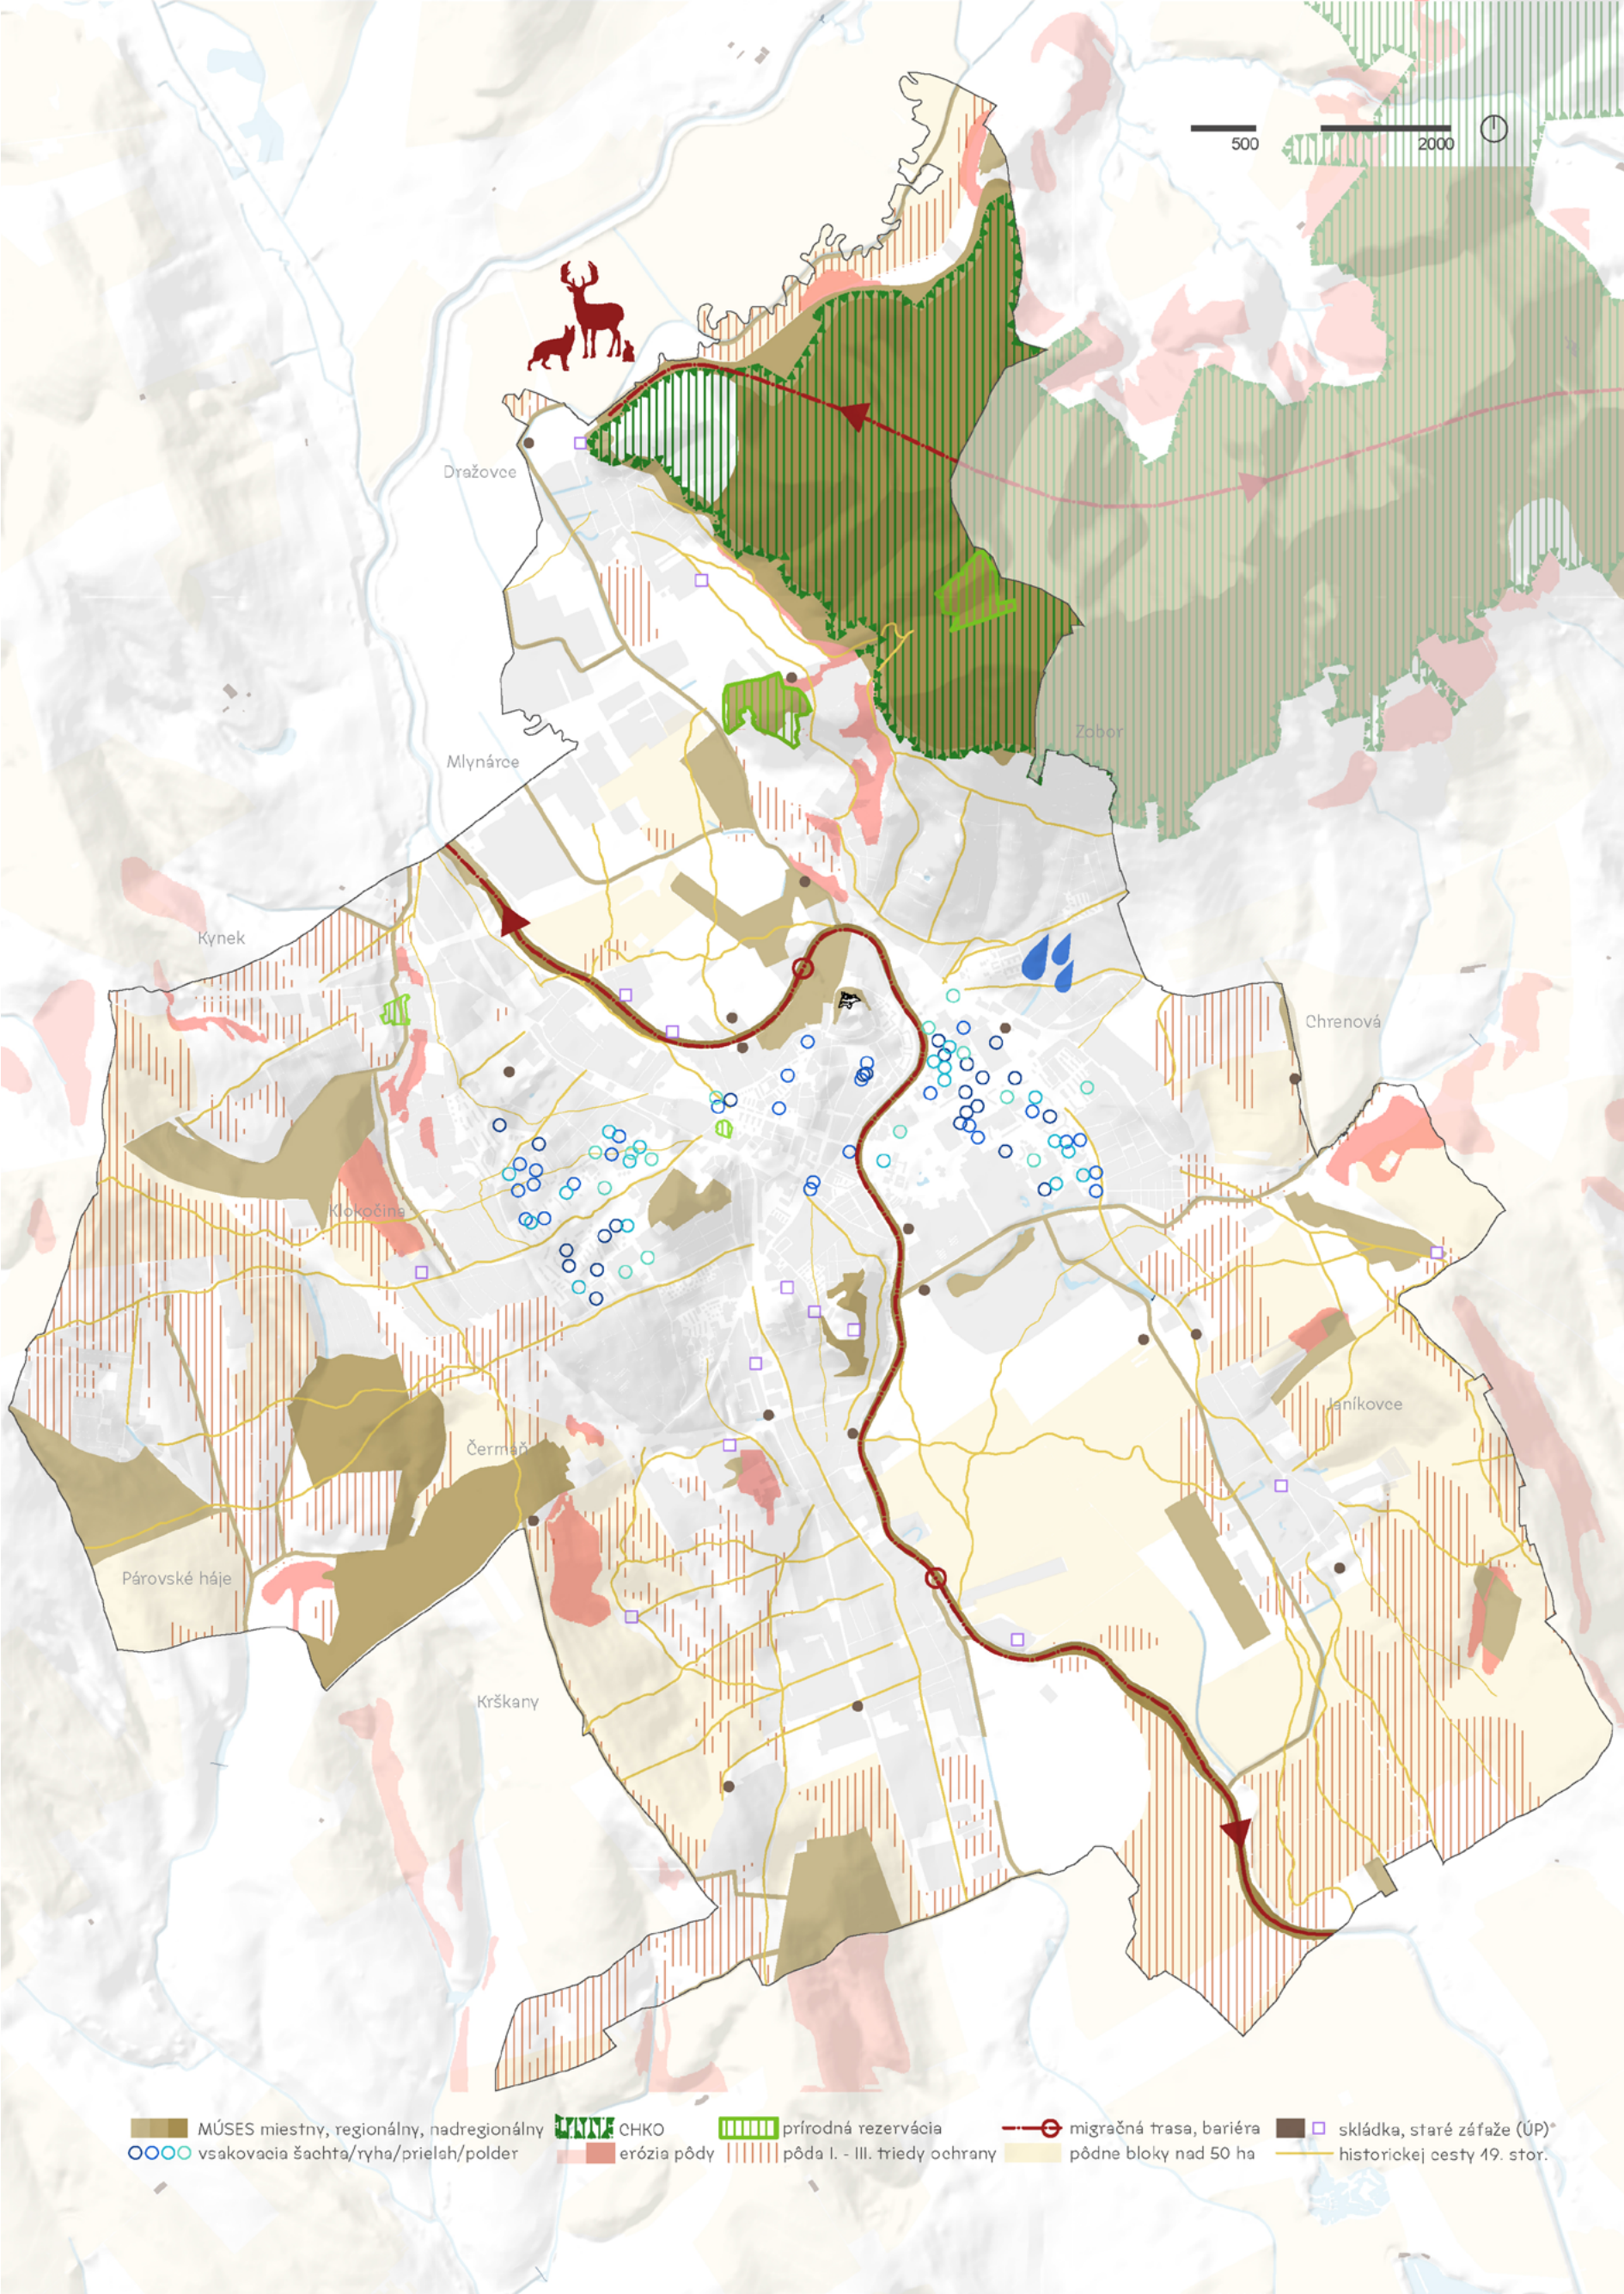 500 2000
Dražovce
Zobor
Mlynárce
Kynek
Chrenová
Klokočina
Janíkovce
Čermáň
Párovské háje
Krškany
MÚSES miestny, regionálny, nadregionálny CHKO prírodná rezervácia migračná trasa, bariéra skládka, staré záťaže (ÚP)*
vsakovacia šachta/ryha/prielah/polder erózia pôdy pôda I. - III. triedy ochrany pôdne bloky nad 50 ha historickej cesty 19. stor.